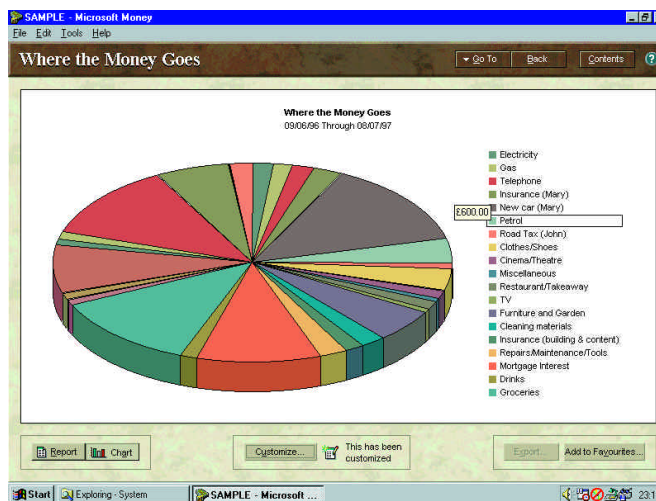 SAMPLE - Microsoft Money
File Edit Tools Help
Where the Money Goes
Go To Back Contents ?
Where the Money Goes
09/06/96 Through 08/07/97
Electricity
Gas
Telephone
Insurance (Mary)
New car (Mary)
£600.00
Petrol
Road Tax (John)
Clothes/Shoes
Cinema/Theatre
Miscellaneous
Restaurant/Takeaway
TV
Furniture and Garden
Cleaning materials
Insurance (building & content)
Repairs/Maintenance/Tools
Mortgage Interest
Drinks
Groceries
Report Chart Customize... This has been customized Export... Add to Favourites...
Start Exploring - System SAMPLE - Microsoft ...